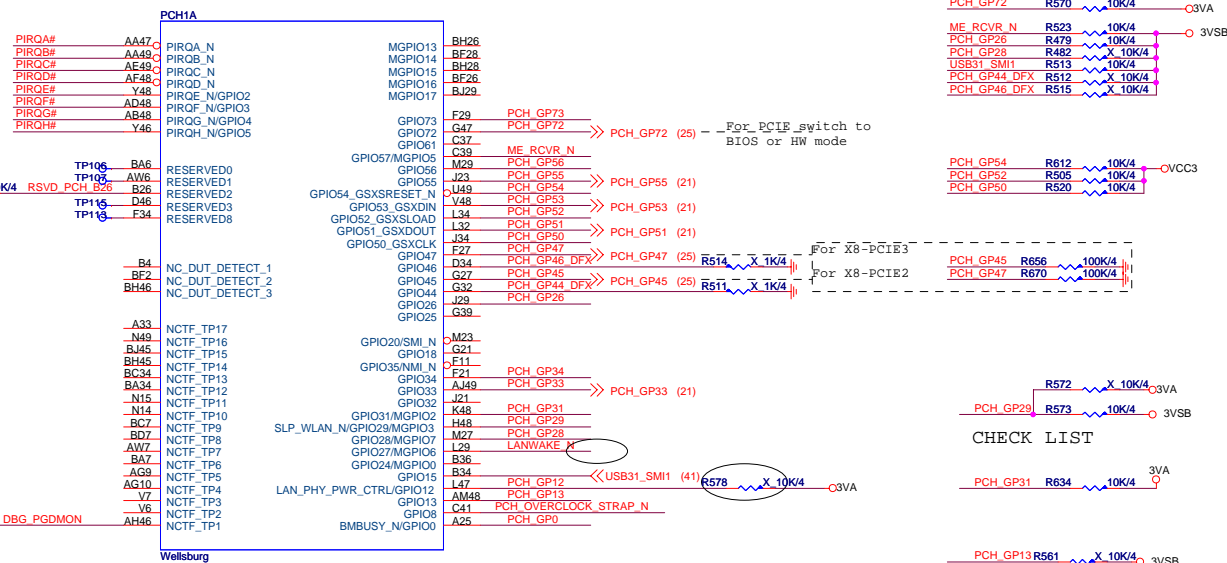 PCH1A
PIRQA# AA47 PIRQA_N
PIRQB# AA49 PIRQB_N
PIRQC# AE49 PIRQC_N
PIRQD# AF48 PIRQD_N
PIRQE# Y48 PIRQE_N/GPIO2
PIRQF# AD48 PIRQF_N/GPIO3
PIRQG# AB48 PIRQG_N/GPIO4
PIRQH# Y46 PIRQH_N/GPIO5
TP106 BA6 RESERVED0
TP107 AW6 RESERVED1
K/4 RSVD_PCH_B26 B26 RESERVED2
TP115 D46 RESERVED3
TP113 F34 RESERVED8
B4 NC_DUT_DETECT_1
BF2 NC_DUT_DETECT_2
BH46 NC_DUT_DETECT_3
A33 NCTF_TP17
N49 NCTF_TP16
BJ45 NCTF_TP15
BH45 NCTF_TP14
BC34 NCTF_TP13
BA34 NCTF_TP12
N15 NCTF_TP11
N14 NCTF_TP10
BC7 NCTF_TP9
BD7 NCTF_TP8
AW7 NCTF_TP7
BA7 NCTF_TP6
AG9 NCTF_TP5
AG10 NCTF_TP4
V7 NCTF_TP3
V6 NCTF_TP2
DBG_PGDMON AH46 NCTF_TP1
Wellsburg
MGPIO13 BH26
MGPIO14 BF28
MGPIO15 BH28
MGPIO16 BF26
MGPIO17 BJ29
GPIO73 F29 PCH_GP73
GPIO72 G47 PCH_GP72 PCH_GP72 (25)
GPIO61 C37
GPIO57/MGPIO5 C39 ME_RCVR_N
GPIO56 M29 PCH_GP56
GPIO55 J23 PCH_GP55 PCH_GP55 (21)
GPIO54_GSXSRESET_N U49 PCH_GP54
GPIO53_GSXDIN V48 PCH_GP53 PCH_GP53 (21)
GPIO52_GSXSLOAD L34 PCH_GP52
GPIO51_GSXDOUT L32 PCH_GP51 PCH_GP51 (21)
GPIO50_GSXCLK J34 PCH_GP50
GPIO47 F27 PCH_GP47 PCH_GP47 (25)
GPIO46 D34 PCH_GP46_DFX R514 X_1K/4
GPIO45 G27 PCH_GP45 PCH_GP45 (25)
GPIO44 G32 PCH_GP44_DFX R511 X_1K/4
GPIO26 J29 PCH_GP26
GPIO25 G39
GPIO20/SMI_N M23
GPIO18 G21
GPIO35/NMI_N F11
GPIO34 F21 PCH_GP34
GPIO33 AJ49 PCH_GP33 PCH_GP33 (21)
GPIO32 J21
GPIO31/MGPIO2 K48 PCH_GP31
SLP_WLAN_N/GPIO29/MGPIO3 H48 PCH_GP29
GPIO28/MGPIO7 M27 PCH_GP28
GPIO27/MGPIO6 L29 LANWAKE_N
GPIO24/MGPIO0 B36
GPIO15 B34 USB31_SMI1 (41)
LAN_PHY_PWR_CTRL/GPIO12 L47 PCH_GP12 R578 X_10K/4 3VA
GPIO13 AM48 PCH_GP13
GPIO8 C41 PCH_OVERCLOCK_STRAP_N
BMBUSY_N/GPIO0 A25 PCH_GP0
For PCIE switch to
BIOS or HW mode
For X8-PCIE3
For X8-PCIE2
PCH_GP72 R570 10K/4 3VA
ME_RCVR_N R523 10K/4 3VSB
PCH_GP26 R479 10K/4
PCH_GP28 R482 X_10K/4
USB31_SMI1 R513 10K/4
PCH_GP44_DFX R512 X_10K/4
PCH_GP46_DFX R515 X_10K/4
PCH_GP54 R612 10K/4 VCC3
PCH_GP52 R505 10K/4
PCH_GP50 R520 10K/4
PCH_GP45 R656 100K/4
PCH_GP47 R670 100K/4
R572 X_10K/4 3VA
PCH_GP29 R573 10K/4 3VSB
CHECK LIST
3VA
PCH_GP31 R634 10K/4
PCH_GP13 R561 X_10K/4 3VSB